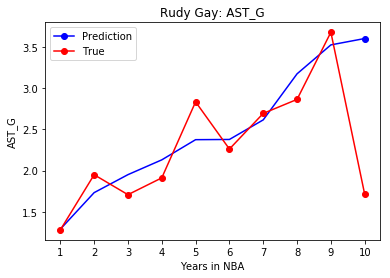 Rudy Gay: AST_G
Prediction
True
AST_G
3.5
3.0
2.5
2.0
1.5
1 2 3 4 5 6 7 8 9 10
Years in NBA